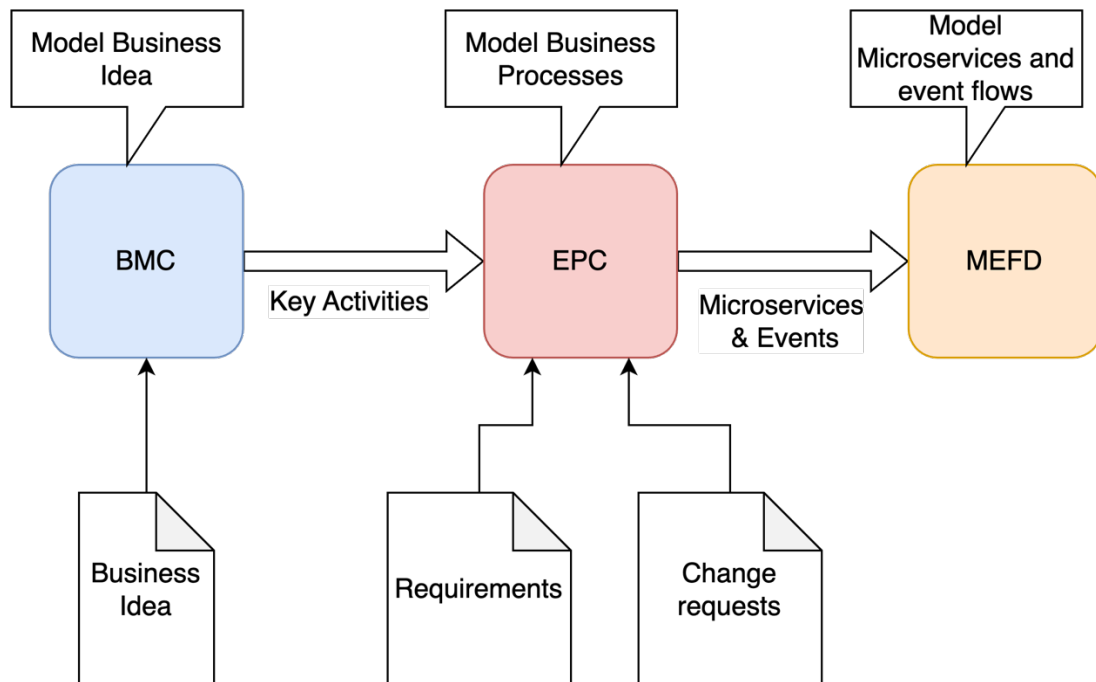 Model Business
Idea
Model Business
Processes
Model
Microservices and
event flows
BMC
EPC
MEFD
Key Activities
Microservices
& Events
Business
Idea
Requirements
Change
requests